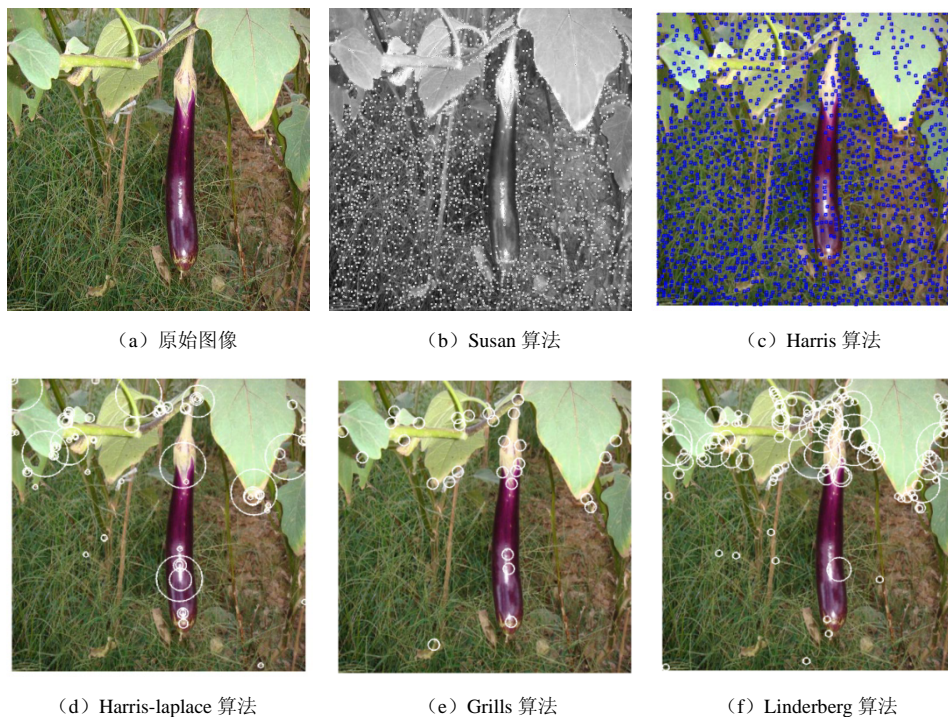 （a）原始图像
（b）Susan 算法
（c）Harris 算法
（d）Harris-laplace 算法
（e）Grills 算法
（f）Linderberg 算法